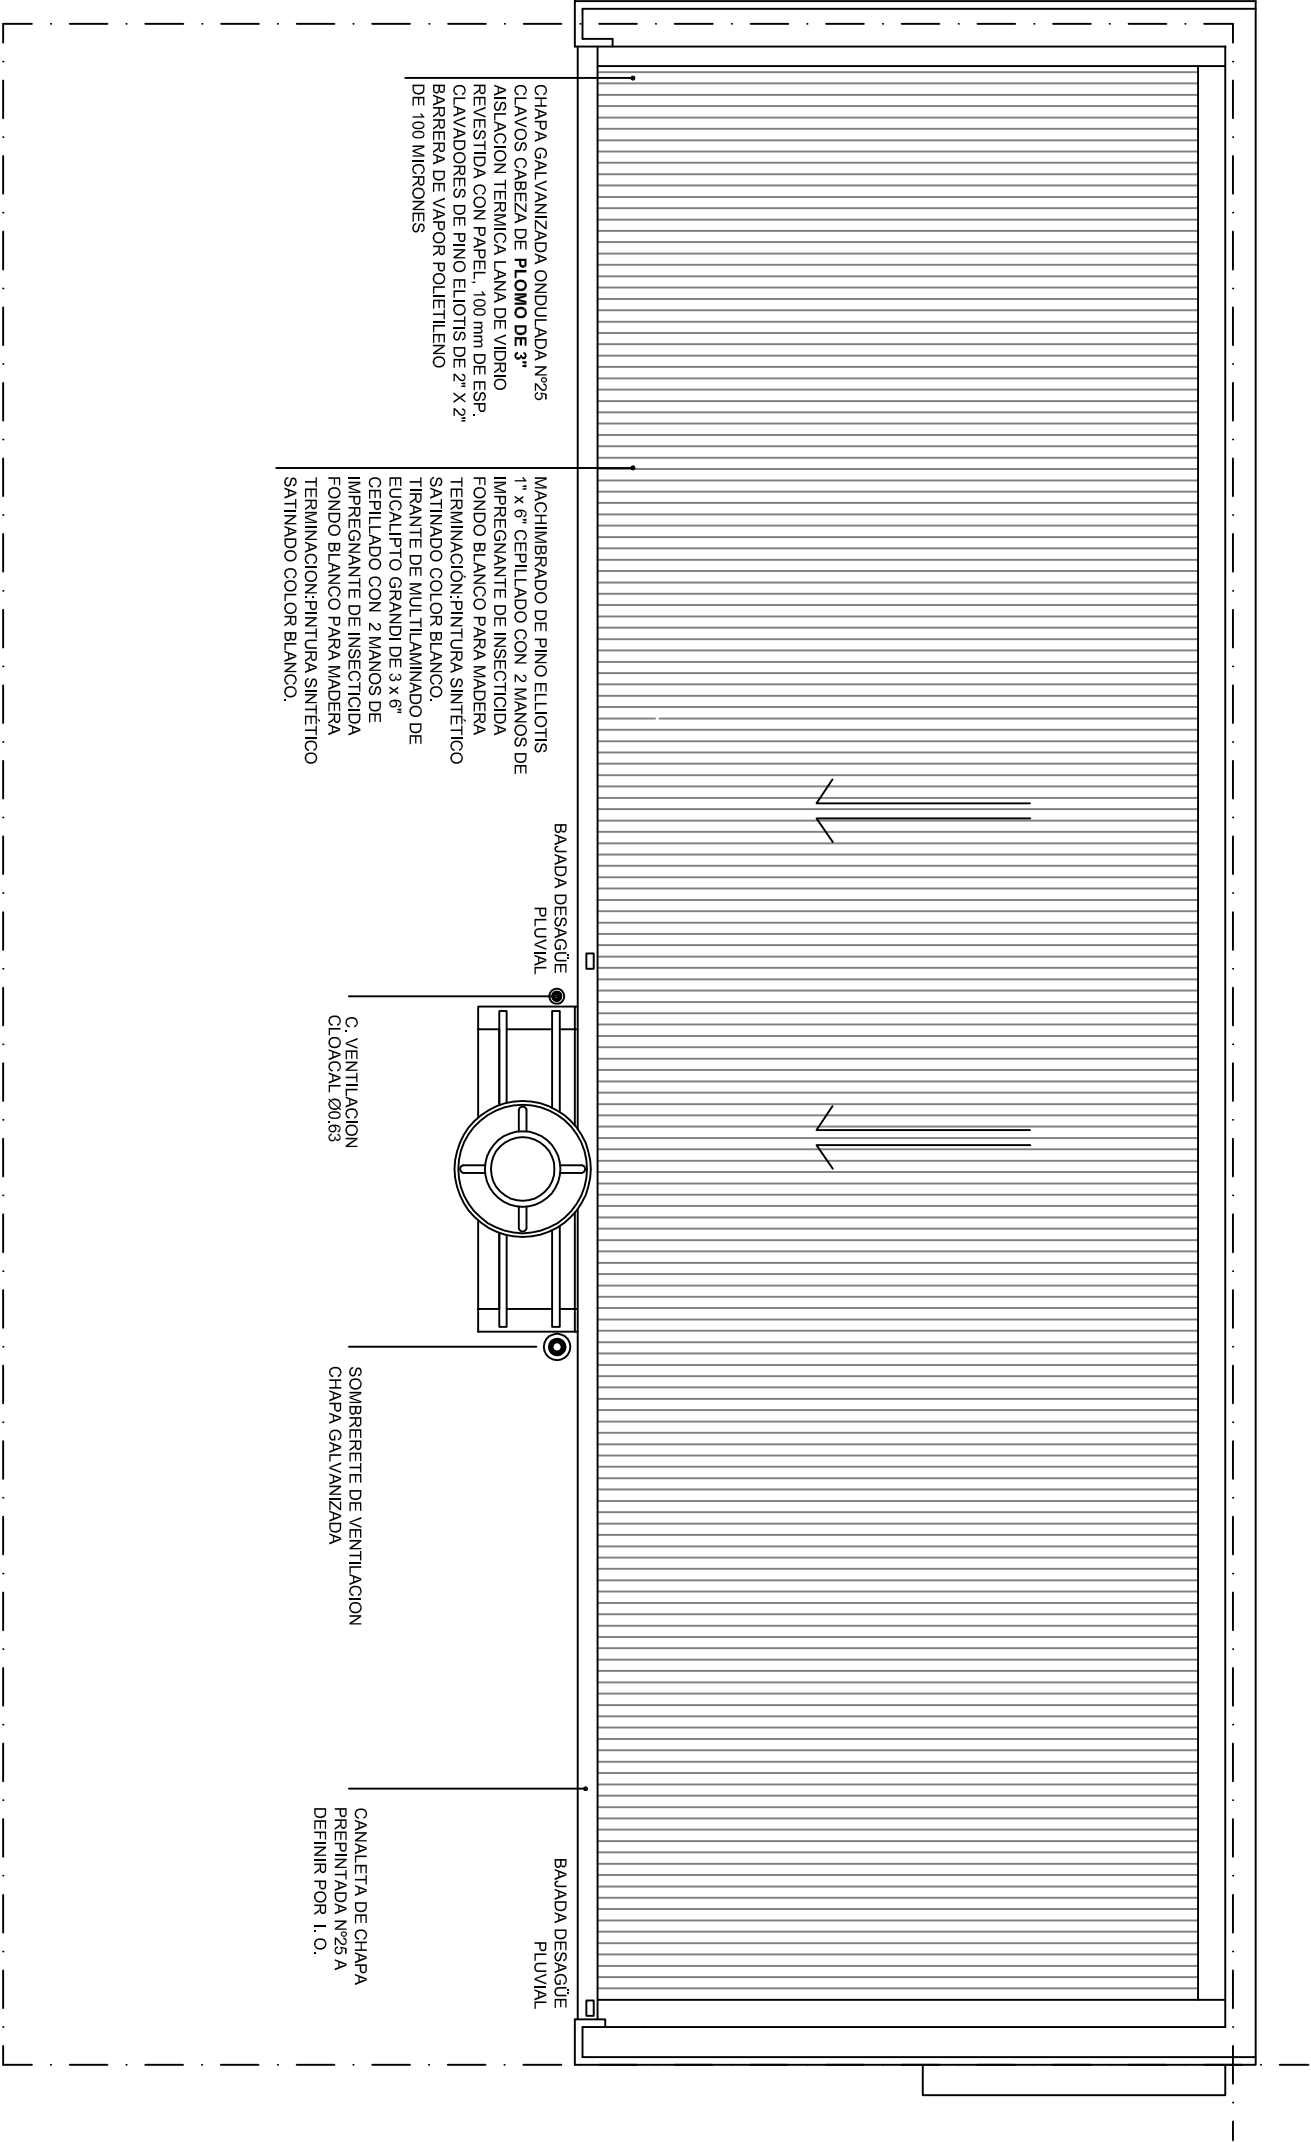 CHAPA GALVANIZADA ONDULADA Nº25
CLAVOS CABEZA DE PLOMO DE 3"
AISLACION TERMICA LANA DE VIDRIO
REVESTIDA CON PAPEL, 100 mm DE ESP.
CLAVADORES DE PINO ELIOTIS DE 2" X 2"
BARRERA DE VAPOR POLIETILENO
DE 100 MICRONES
MACHIMBRADO DE PINO ELLIOTIS
1" x 6" CEPILLADO CON 2 MANOS DE
IMPREGNANTE DE INSECTICIDA
FONDO BLANCO PARA MADERA
TERMINACIÓN:PINTURA SINTÉTICO
SATINADO COLOR BLANCO.
TIRANTE DE MULTILAMINADO DE
EUCALIPTO GRANDI DE 3 x 6"
CEPILLADO CON 2 MANOS DE
IMPREGNANTE DE INSECTICIDA
FONDO BLANCO PARA MADERA
TERMINACION:PINTURA SINTÉTICO
SATINADO COLOR BLANCO.
BAJADA DESAGÜE
PLUVIAL
C. VENTILACION
CLOACAL Ø0.63
SOMBRERETE DE VENTILACION
CHAPA GALVANIZADA
CANALETA DE CHAPA
PREPINTADA Nº25 A
DEFINIR POR I. O.
BAJADA DESAGÜE
PLUVIAL